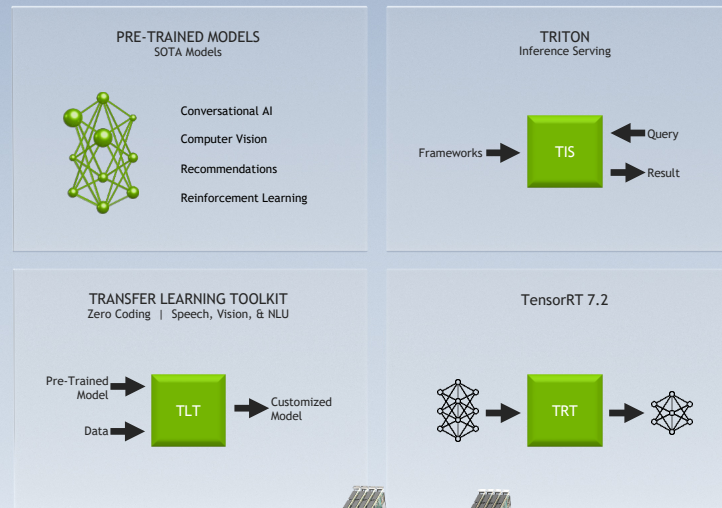 PRE-TRAINED MODELS
SOTA Models
Conversational AI
Computer Vision
Recommendations
Reinforcement Learning
TRITON
Inference Serving
Frameworks
TIS
Query
Result
TRANSFER LEARNING TOOLKIT
Zero Coding | Speech, Vision, & NLU
Pre-Trained
Model
Data
TLT
Customized
Model
TensorRT 7.2
TRT